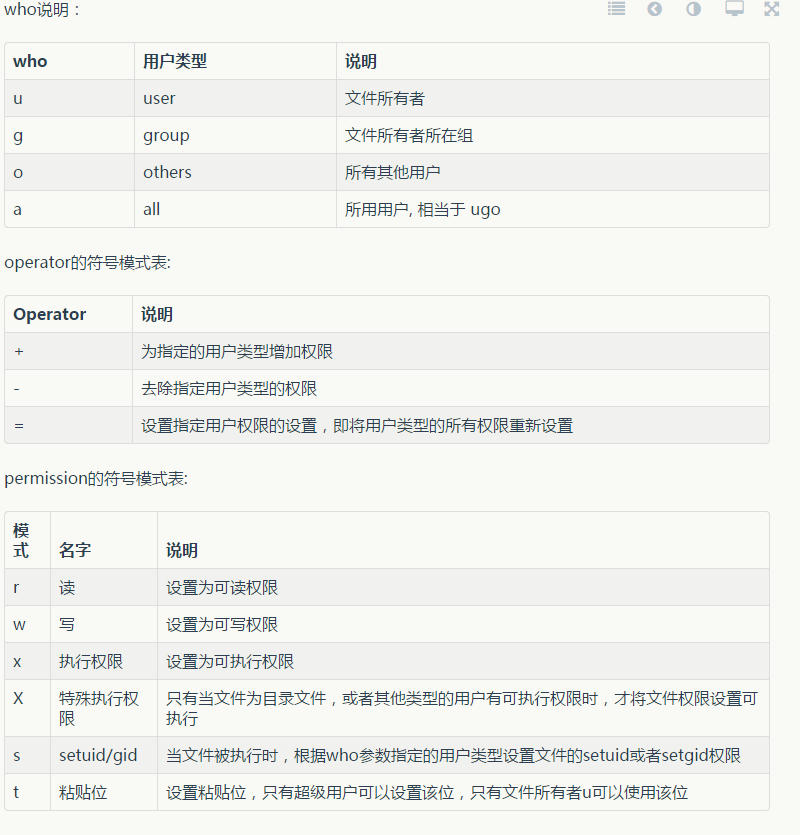 who说明：
who 用户类型 说明
u user 文件所有者
g group 文件所有者所在组
o others 所有其他用户
a all 所用用户, 相当于 ugo
operator的符号模式表:
Operator 说明
+ 为指定的用户类型增加权限
- 去除指定用户类型的权限
= 设置指定用户权限的设置，即将用户类型的所有权限重新设置
permission的符号模式表:
模式 名字 说明
r 读 设置为可读权限
w 写 设置为可写权限
x 执行权限 设置为可执行权限
X 特殊执行权限 只有当文件为目录文件，或者其他类型的用户有可执行权限时，才将文件权限设置可执行
s setuid/gid 当文件被执行时，根据who参数指定的用户类型设置文件的setuid或者setgid权限
t 粘贴位 设置粘贴位，只有超级用户可以设置该位，只有文件所有者u可以使用该位